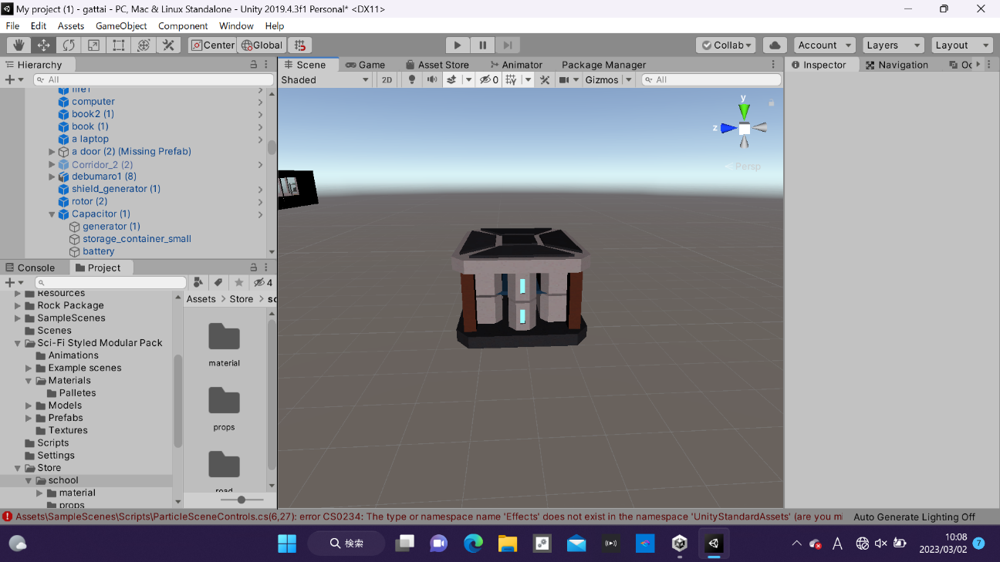 My project (1) - gattai - PC, Mac & Linux Standalone - Unity 2019.4.3f1 Personal* <DX11>
File Edit Assets GameObject Component Window Help
Center Global Collab Account Layers Layout
Hierarchy
All
life1
computer
book2 (1)
book (1)
a laptop
a door (2) (Missing Prefab)
Corridor_2 (2)
debumaro1 (8)
shield_generator (1)
rotor (2)
Capacitor (1)
generator (1)
storage_container_small
battery
Scene Game Asset Store Animator Package Manager
Shaded 2D 0 Gizmos All
y
z
Persp
Inspector Navigation Oc
Console Project
4
Resources
Rock Package
SampleScenes
Scenes
Sci-Fi Styled Modular Pack
Animations
Example scenes
Materials
Palletes
Models
Prefabs
Textures
Scripts
Settings
Store
school
material
props
Assets > Store > sc
material
props
road
Assets\SampleScenes\Scripts\ParticleSceneControls.cs(6,27): error CS0234: The type or namespace name 'Effects' does not exist in the namespace 'UnityStandardAssets' (are you mi
Auto Generate Lighting Off
検索
A
10:08
2023/03/02
7